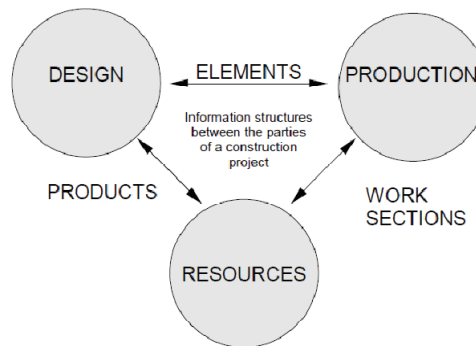 DESIGN
ELEMENTS
PRODUCTION
Information structures
between the parties
of a construction
project
PRODUCTS
WORK
SECTIONS
RESOURCES